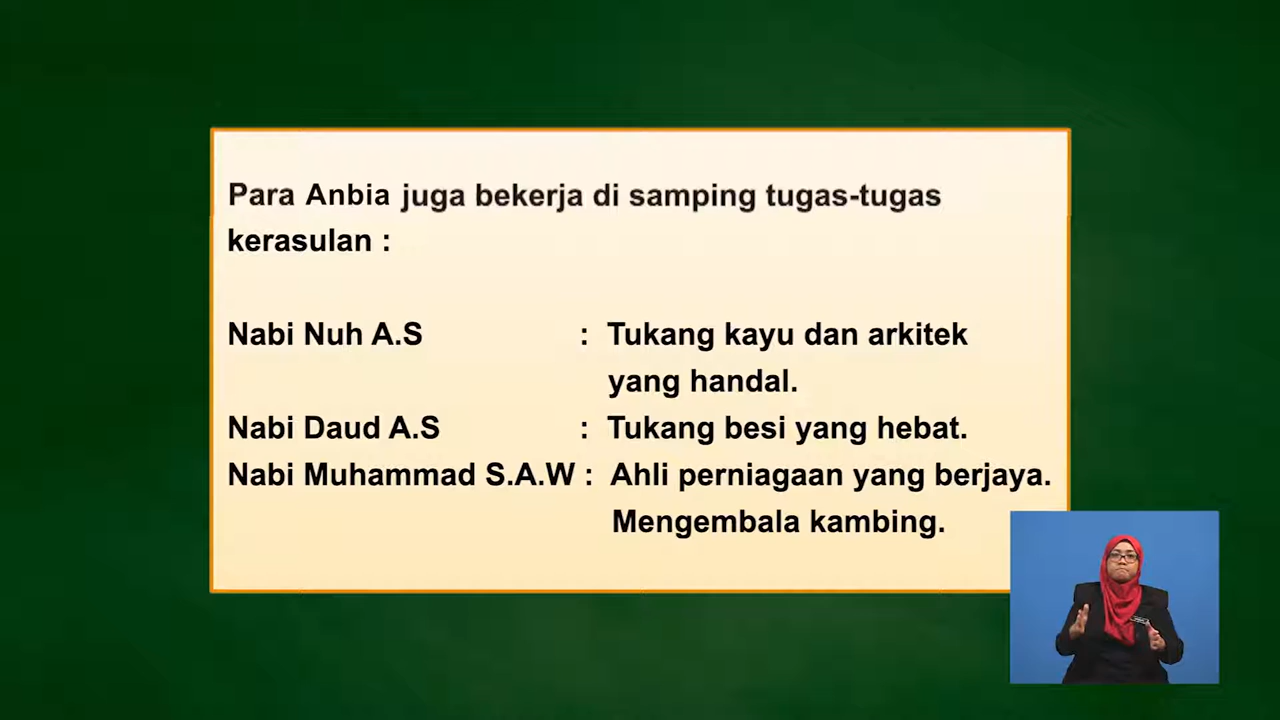 Para Anbia juga bekerja di samping tugas-tugas
kerasulan :
Nabi Nuh A.S : Tukang kayu dan arkitek
yang handal.
Nabi Daud A.S : Tukang besi yang hebat.
Nabi Muhammad S.A.W : Ahli perniagaan yang berjaya.
Mengembala kambing.